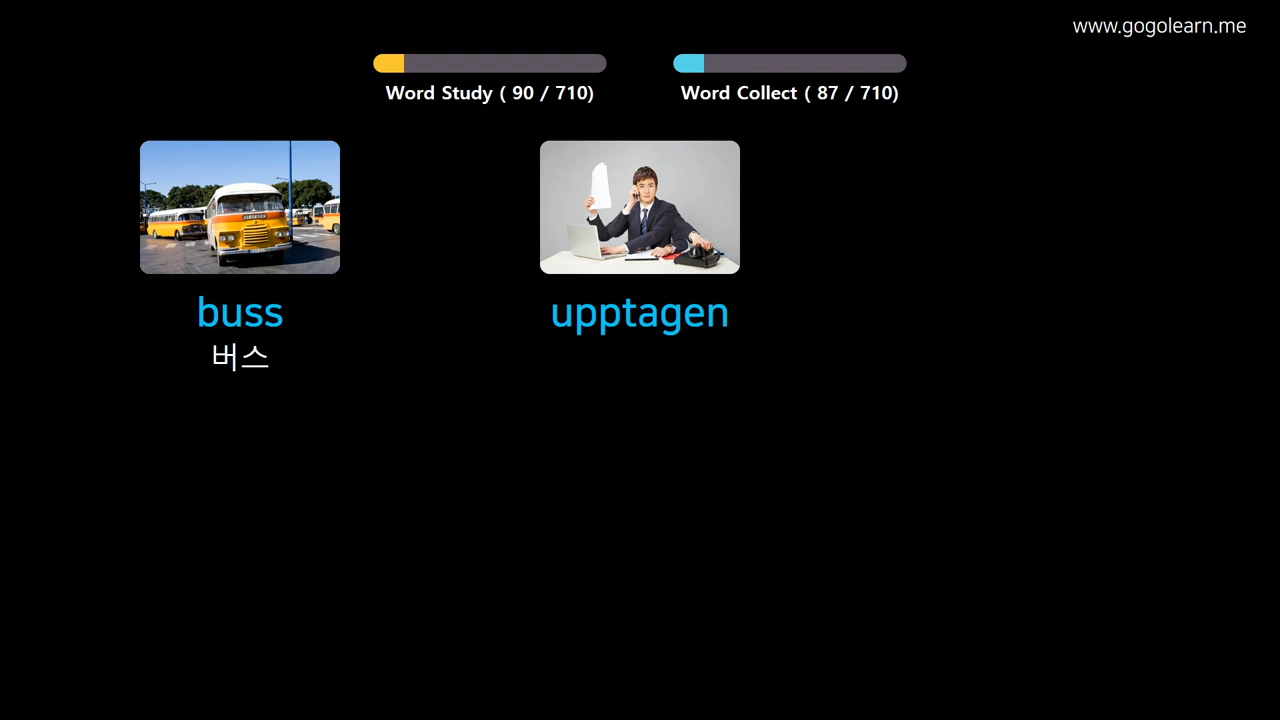 www.gogolearn.me
Word Study ( 90 / 710)
Word Collect ( 87 / 710)
buss
버스
upptagen